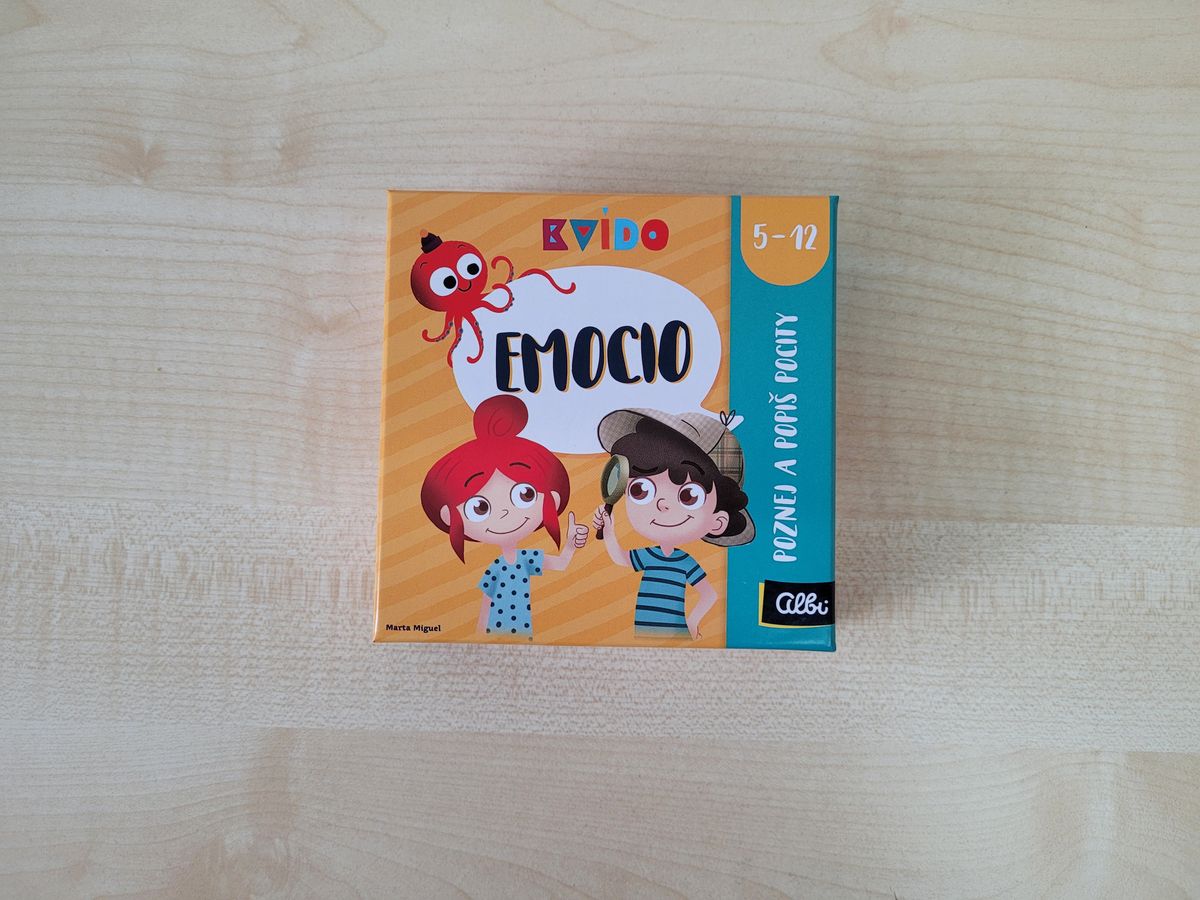 KVÍDO
5-12
EMOCIO
POZNEJ A POPIŠ POCITY
albi
Marta Miguel